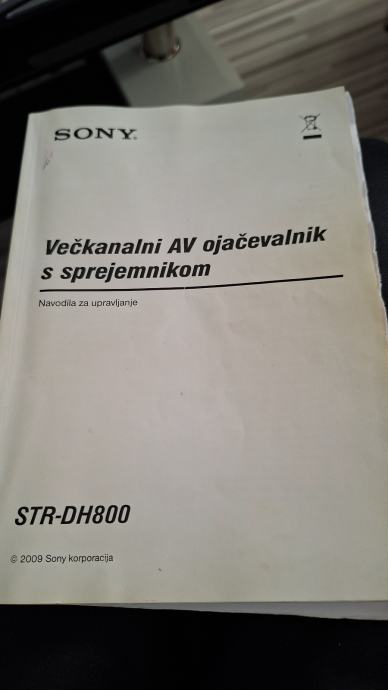 SONY
Večkanalni AV ojačevalnik
s sprejemnikom
Navodila za upravljanje
STR-DH800
© 2009 Sony korporacija